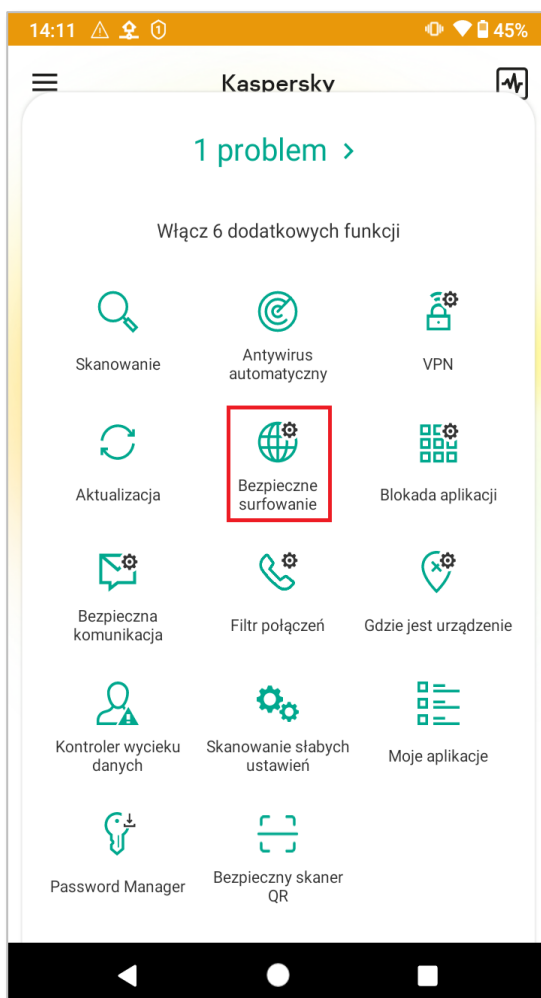 14:11 45%
Kaspersky
1 problem >
Włącz 6 dodatkowych funkcji
Skanowanie
Antywirus
automatyczny
VPN
Aktualizacja
Bezpieczne
surfowanie
Blokada aplikacji
Bezpieczna
komunikacja
Filtr połączeń
Gdzie jest urządzenie
Kontroler wycieku
danych
Skanowanie słabych
ustawień
Moje aplikacje
Password Manager
Bezpieczny skaner
QR